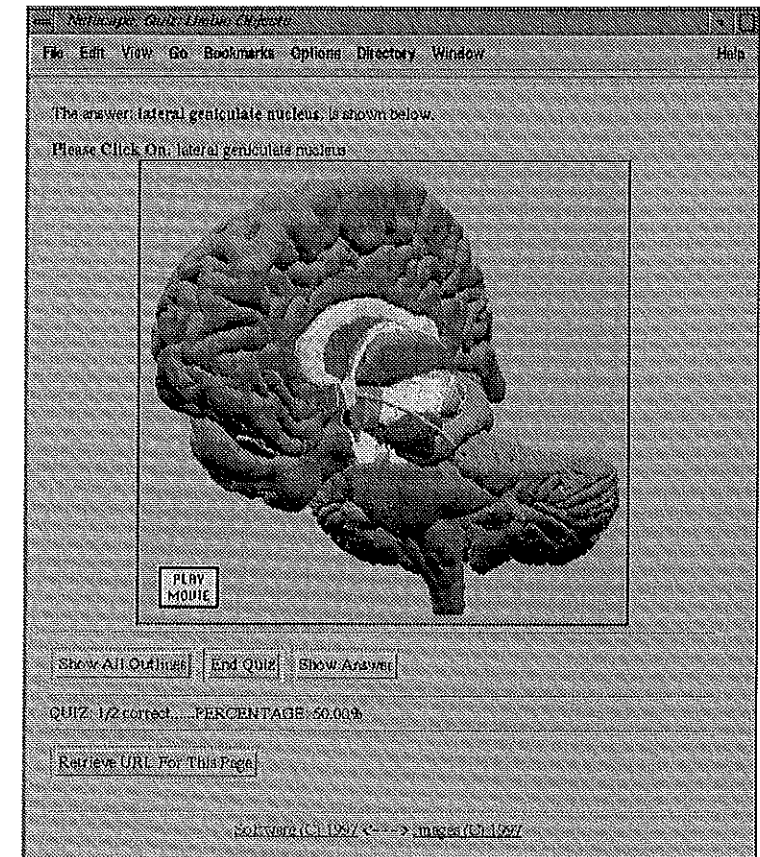 Netscape: Quiz: Limbic Objects
File Edit View Go Bookmarks Options Directory Window Help
The answer: lateral geniculate nucleus, is shown below.
Please Click On: lateral geniculate nucleus
PLAY
MOVIE
Show All Outlines End Quiz Show Answer
QUIZ: 1/2 correct......PERCENTAGE: 50.00%
Retrieve URL For This Page
Software (C) 1997 <---> Images (C) 1997